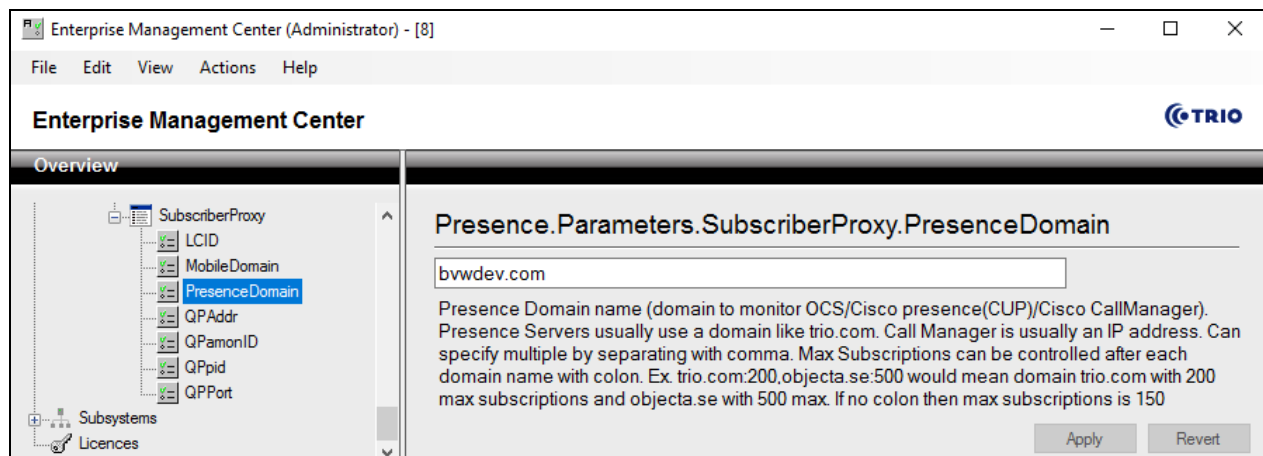 Enterprise Management Center (Administrator) - [8]
File Edit View Actions Help
Enterprise Management Center
TRIO
Overview
SubscriberProxy
LCID
MobileDomain
PresenceDomain
QPAddr
QPamonID
QPpid
QPPort
Subsystems
Licences
Presence.Parameters.SubscriberProxy.PresenceDomain
bvwdev.com
Presence Domain name (domain to monitor OCS/Cisco presence(CUP)/Cisco CallManager).
Presence Servers usually use a domain like trio.com. Call Manager is usually an IP address. Can
specify multiple by separating with comma. Max Subscriptions can be controlled after each
domain name with colon. Ex. trio.com:200,objecta.se:500 would mean domain trio.com with 200
max subscriptions and objecta.se with 500 max. If no colon then max subscriptions is 150
Apply Revert